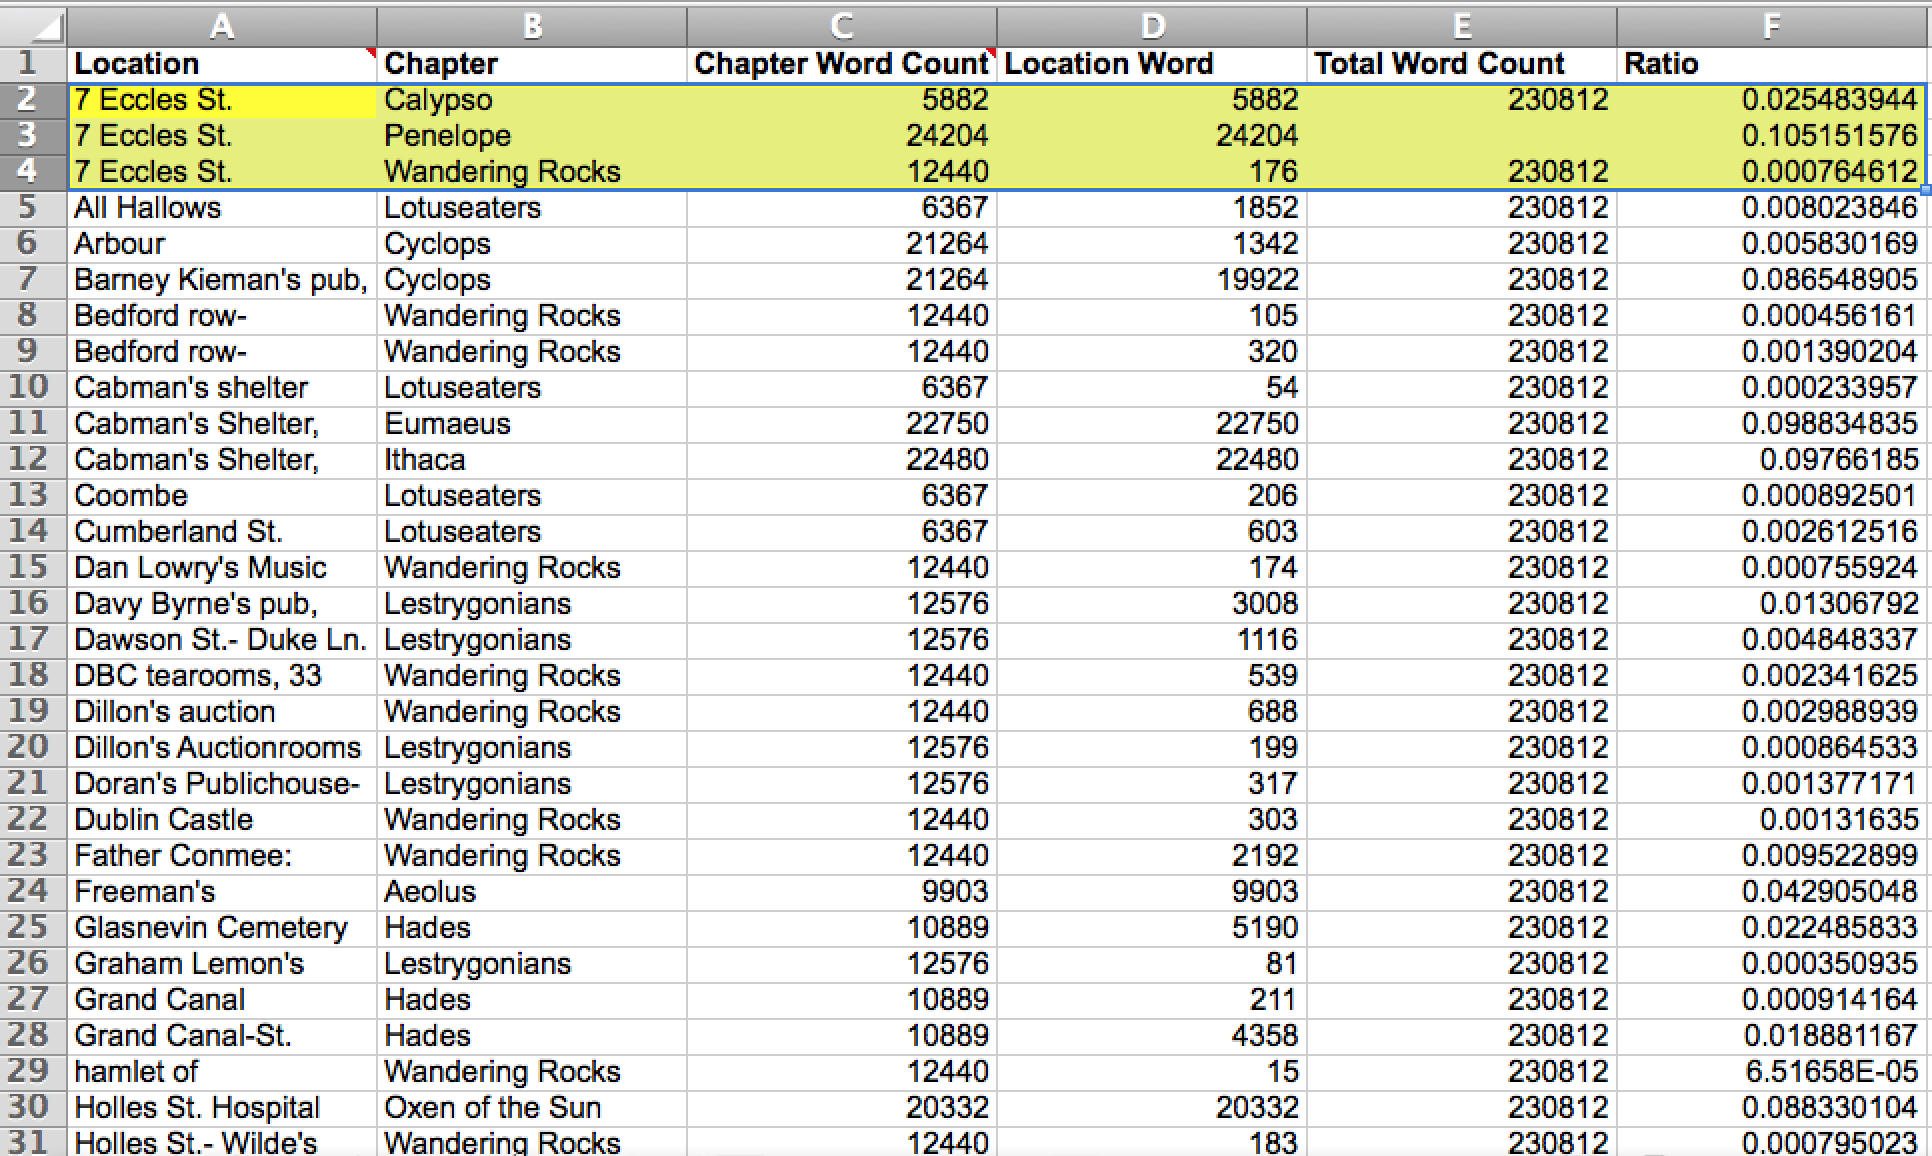 A B C D E F
1 Location Chapter Chapter Word Count Location Word Total Word Count Ratio
2 7 Eccles St. Calypso 5882 5882 230812 0.025483944
3 7 Eccles St. Penelope 24204 24204 0.105151576
4 7 Eccles St. Wandering Rocks 12440 176 230812 0.000764612
5 All Hallows Lotuseaters 6367 1852 230812 0.008023846
6 Arbour Cyclops 21264 1342 230812 0.005830169
7 Barney Kieman's pub, Cyclops 21264 19922 230812 0.086548905
8 Bedford row- Wandering Rocks 12440 105 230812 0.000456161
9 Bedford row- Wandering Rocks 12440 320 230812 0.001390204
10 Cabman's shelter Lotuseaters 6367 54 230812 0.000233957
11 Cabman's Shelter, Eumaeus 22750 22750 230812 0.098834835
12 Cabman's Shelter, Ithaca 22480 22480 230812 0.09766185
13 Coombe Lotuseaters 6367 206 230812 0.000892501
14 Cumberland St. Lotuseaters 6367 603 230812 0.002612516
15 Dan Lowry's Music Wandering Rocks 12440 174 230812 0.000755924
16 Davy Byrne's pub, Lestrygonians 12576 3008 230812 0.01306792
17 Dawson St.- Duke Ln. Lestrygonians 12576 1116 230812 0.004848337
18 DBC tearooms, 33 Wandering Rocks 12440 539 230812 0.002341625
19 Dillon's auction Wandering Rocks 12440 688 230812 0.002988939
20 Dillon's Auctionrooms Lestrygonians 12576 199 230812 0.000864533
21 Doran's Publichouse- Lestrygonians 12576 317 230812 0.001377171
22 Dublin Castle Wandering Rocks 12440 303 230812 0.00131635
23 Father Conmee: Wandering Rocks 12440 2192 230812 0.009522899
24 Freeman's Aeolus 9903 9903 230812 0.042905048
25 Glasnevin Cemetery Hades 10889 5190 230812 0.022485833
26 Graham Lemon's Lestrygonians 12576 81 230812 0.000350935
27 Grand Canal Hades 10889 211 230812 0.000914164
28 Grand Canal-St. Hades 10889 4358 230812 0.018881167
29 hamlet of Wandering Rocks 12440 15 230812 6.51658E-05
30 Holles St. Hospital Oxen of the Sun 20332 20332 230812 0.088330104
31 Holles St.- Wilde's Wandering Rocks 12440 183 230812 0.000795023